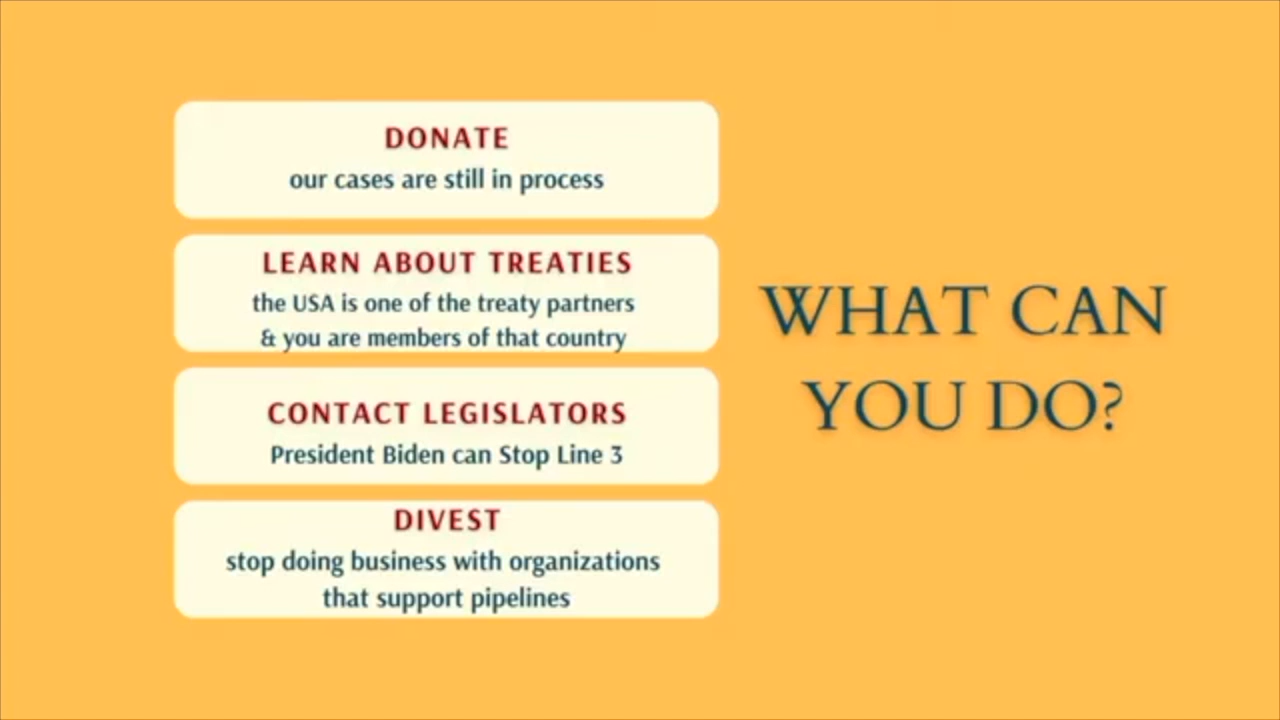 DONATE
our cases are still in process
LEARN ABOUT TREATIES
the USA is one of the treaty partners
& you are members of that country
CONTACT LEGISLATORS
President Biden can Stop Line 3
DIVEST
stop doing business with organizations
that support pipelines
WHAT CAN
YOU DO?